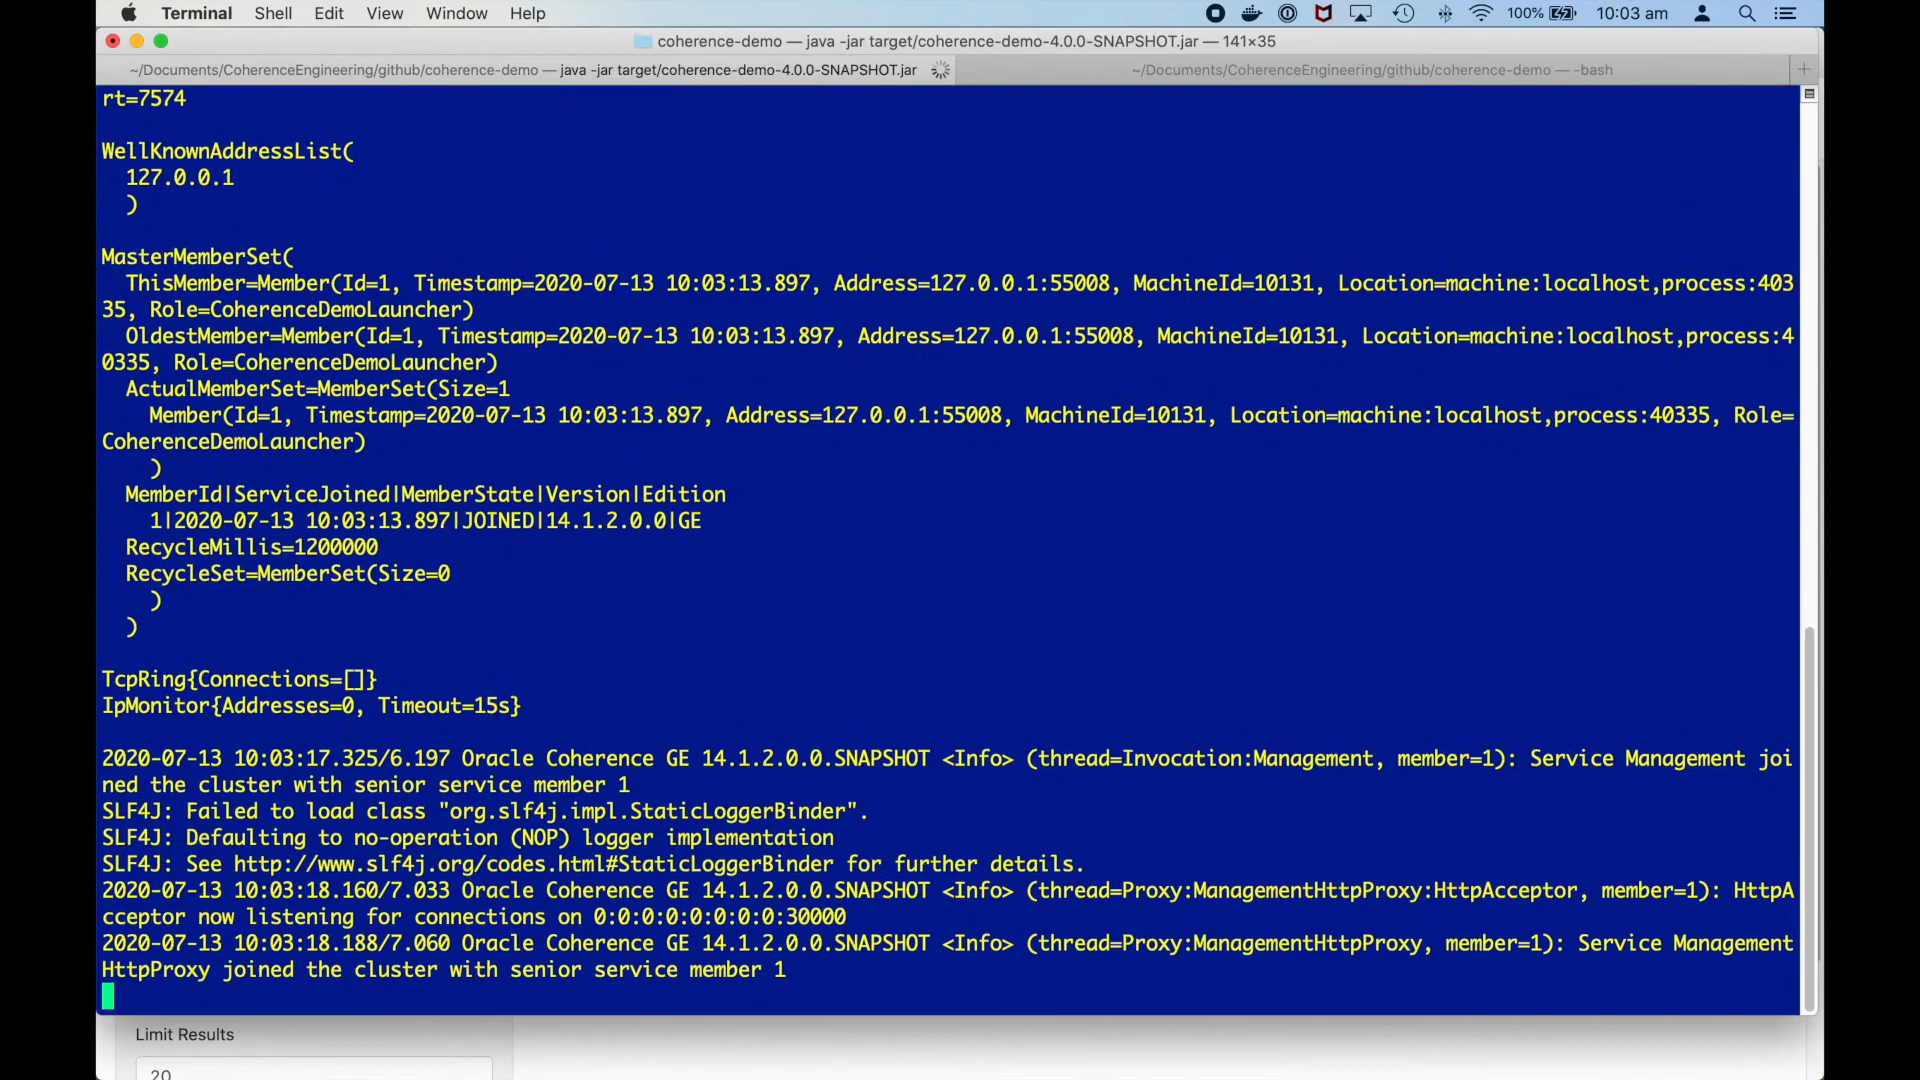 Terminal Shell Edit View Window Help 100% 10:03 am
coherence-demo — java -jar target/coherence-demo-4.0.0-SNAPSHOT.jar — 141×35
~/Documents/CoherenceEngineering/github/coherence-demo — java -jar target/coherence-demo-4.0.0-SNAPSHOT.jar ~/Documents/CoherenceEngineering/github/coherence-demo — -bash +
rt=7574
WellKnownAddressList(
127.0.0.1
)
MasterMemberSet(
ThisMember=Member(Id=1, Timestamp=2020-07-13 10:03:13.897, Address=127.0.0.1:55008, MachineId=10131, Location=machine:localhost,process:403
35, Role=CoherenceDemoLauncher)
OldestMember=Member(Id=1, Timestamp=2020-07-13 10:03:13.897, Address=127.0.0.1:55008, MachineId=10131, Location=machine:localhost,process:4
0335, Role=CoherenceDemoLauncher)
ActualMemberSet=MemberSet(Size=1
Member(Id=1, Timestamp=2020-07-13 10:03:13.897, Address=127.0.0.1:55008, MachineId=10131, Location=machine:localhost,process:40335, Role=
CoherenceDemoLauncher)
)
MemberId|ServiceJoined|MemberState|Version|Edition
1|2020-07-13 10:03:13.897|JOINED|14.1.2.0.0|GE
RecycleMillis=1200000
RecycleSet=MemberSet(Size=0
)
)
TcpRing{Connections=[]}
IpMonitor{Addresses=0, Timeout=15s}
2020-07-13 10:03:17.325/6.197 Oracle Coherence GE 14.1.2.0.0.SNAPSHOT <Info> (thread=Invocation:Management, member=1): Service Management joi
ned the cluster with senior service member 1
SLF4J: Failed to load class "org.slf4j.impl.StaticLoggerBinder".
SLF4J: Defaulting to no-operation (NOP) logger implementation
SLF4J: See http://www.slf4j.org/codes.html#StaticLoggerBinder for further details.
2020-07-13 10:03:18.160/7.033 Oracle Coherence GE 14.1.2.0.0.SNAPSHOT <Info> (thread=Proxy:ManagementHttpProxy:HttpAcceptor, member=1): HttpA
cceptor now listening for connections on 0:0:0:0:0:0:0:0:30000
2020-07-13 10:03:18.188/7.060 Oracle Coherence GE 14.1.2.0.0.SNAPSHOT <Info> (thread=Proxy:ManagementHttpProxy, member=1): Service Management
HttpProxy joined the cluster with senior service member 1
Limit Results
20